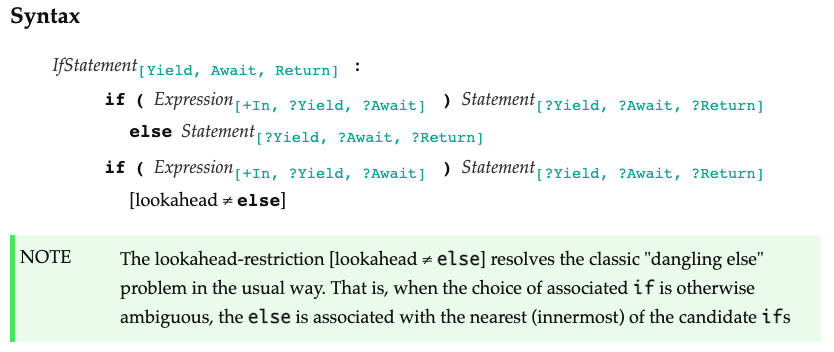 Syntax
IfStatement[Yield, Await, Return] :
if ( Expression[+In, ?Yield, ?Await] ) Statement[?Yield, ?Await, ?Return]
else Statement[?Yield, ?Await, ?Return]
if ( Expression[+In, ?Yield, ?Await] ) Statement[?Yield, ?Await, ?Return]
[lookahead ≠ else]
NOTE The lookahead-restriction [lookahead ≠ else] resolves the classic "dangling else"
problem in the usual way. That is, when the choice of associated if is otherwise
ambiguous, the else is associated with the nearest (innermost) of the candidate ifs